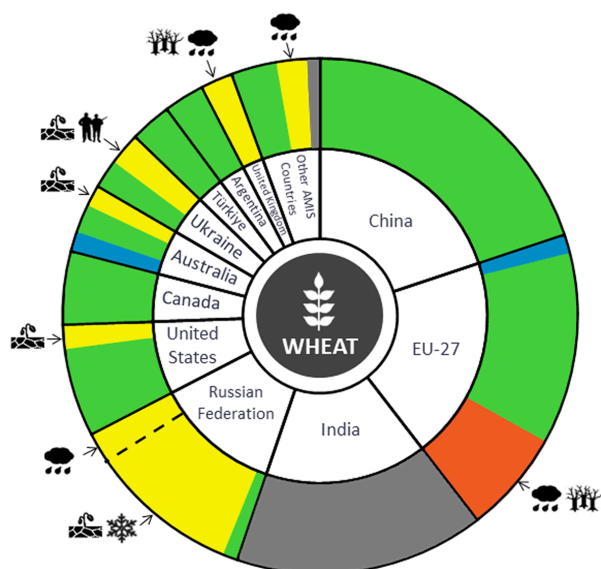 China
EU-27
India
Russian
Federation
United
States
Canada
Australia
Ukraine
Türkiye
Argentina
United Kingdom
Other AMIS
Countries
WHEAT